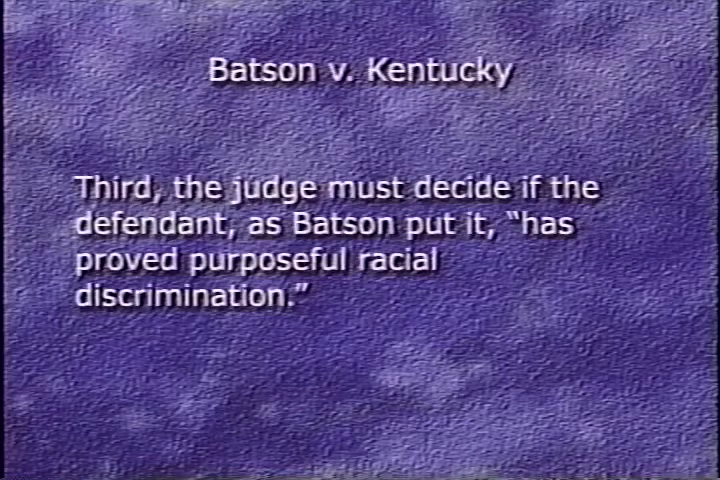 Batson v. Kentucky
Third, the judge must decide if the
defendant, as Batson put it, “has
proved purposeful racial
discrimination.”